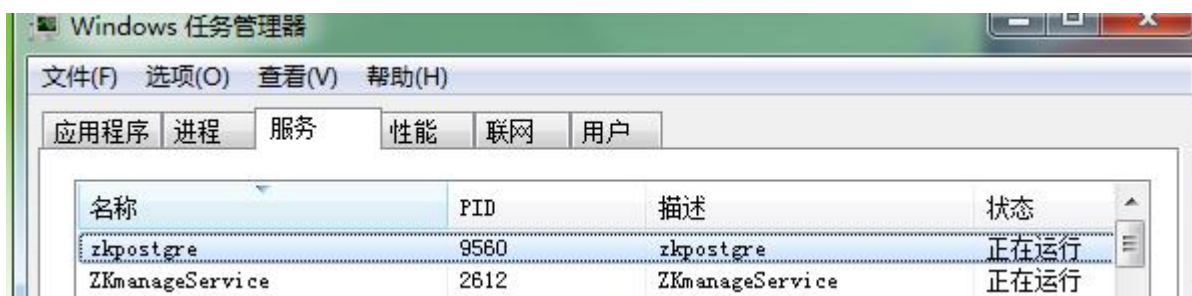 Windows 任务管理器
文件(F) 选项(O) 查看(V) 帮助(H)
应用程序 进程 服务 性能 联网 用户
名称 PID 描述 状态
zkpostgre 9560 zkpostgre 正在运行
ZKmanageService 2612 ZKmanageService 正在运行